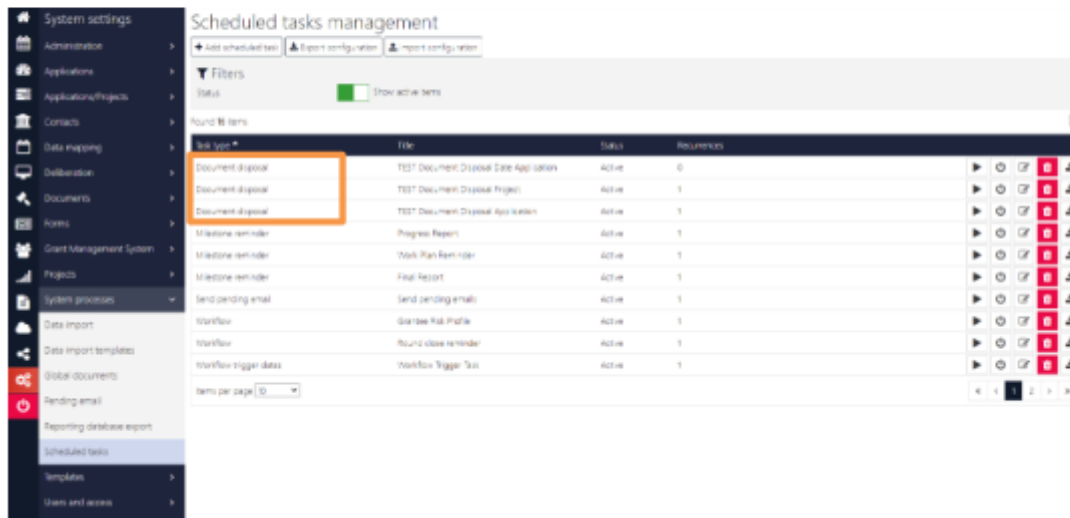 System settings
Administration
Applications
Applications/Projects
Contacts
Data mapping
Deliberation
Documents
Forms
Grant Management System
Projects
System processes
Data import
Data import templates
Global documents
Pending email
Reporting database export
Scheduled tasks
Templates
Users and access
Scheduled tasks management
Add scheduled task Export configuration Import configuration
Filters
Status Show active items
Found 16 items
Task type Title Status Recurrences
Document disposal TEST Document Disposal Date Application Active 0
Document disposal TEST Document Disposal Project Active 1
Document disposal TEST Document Disposal Application Active 1
Milestone reminder Progress Report Active 1
Milestone reminder Work Plan Reminder Active 1
Milestone reminder Final Report Active 1
Send pending email Send pending emails Active 1
Workflow Grantee Risk Profile Active 1
Workflow Round close reminder Active 1
Workflow trigger dates Workflow Trigger Task Active 1
Items per page 10
1 2